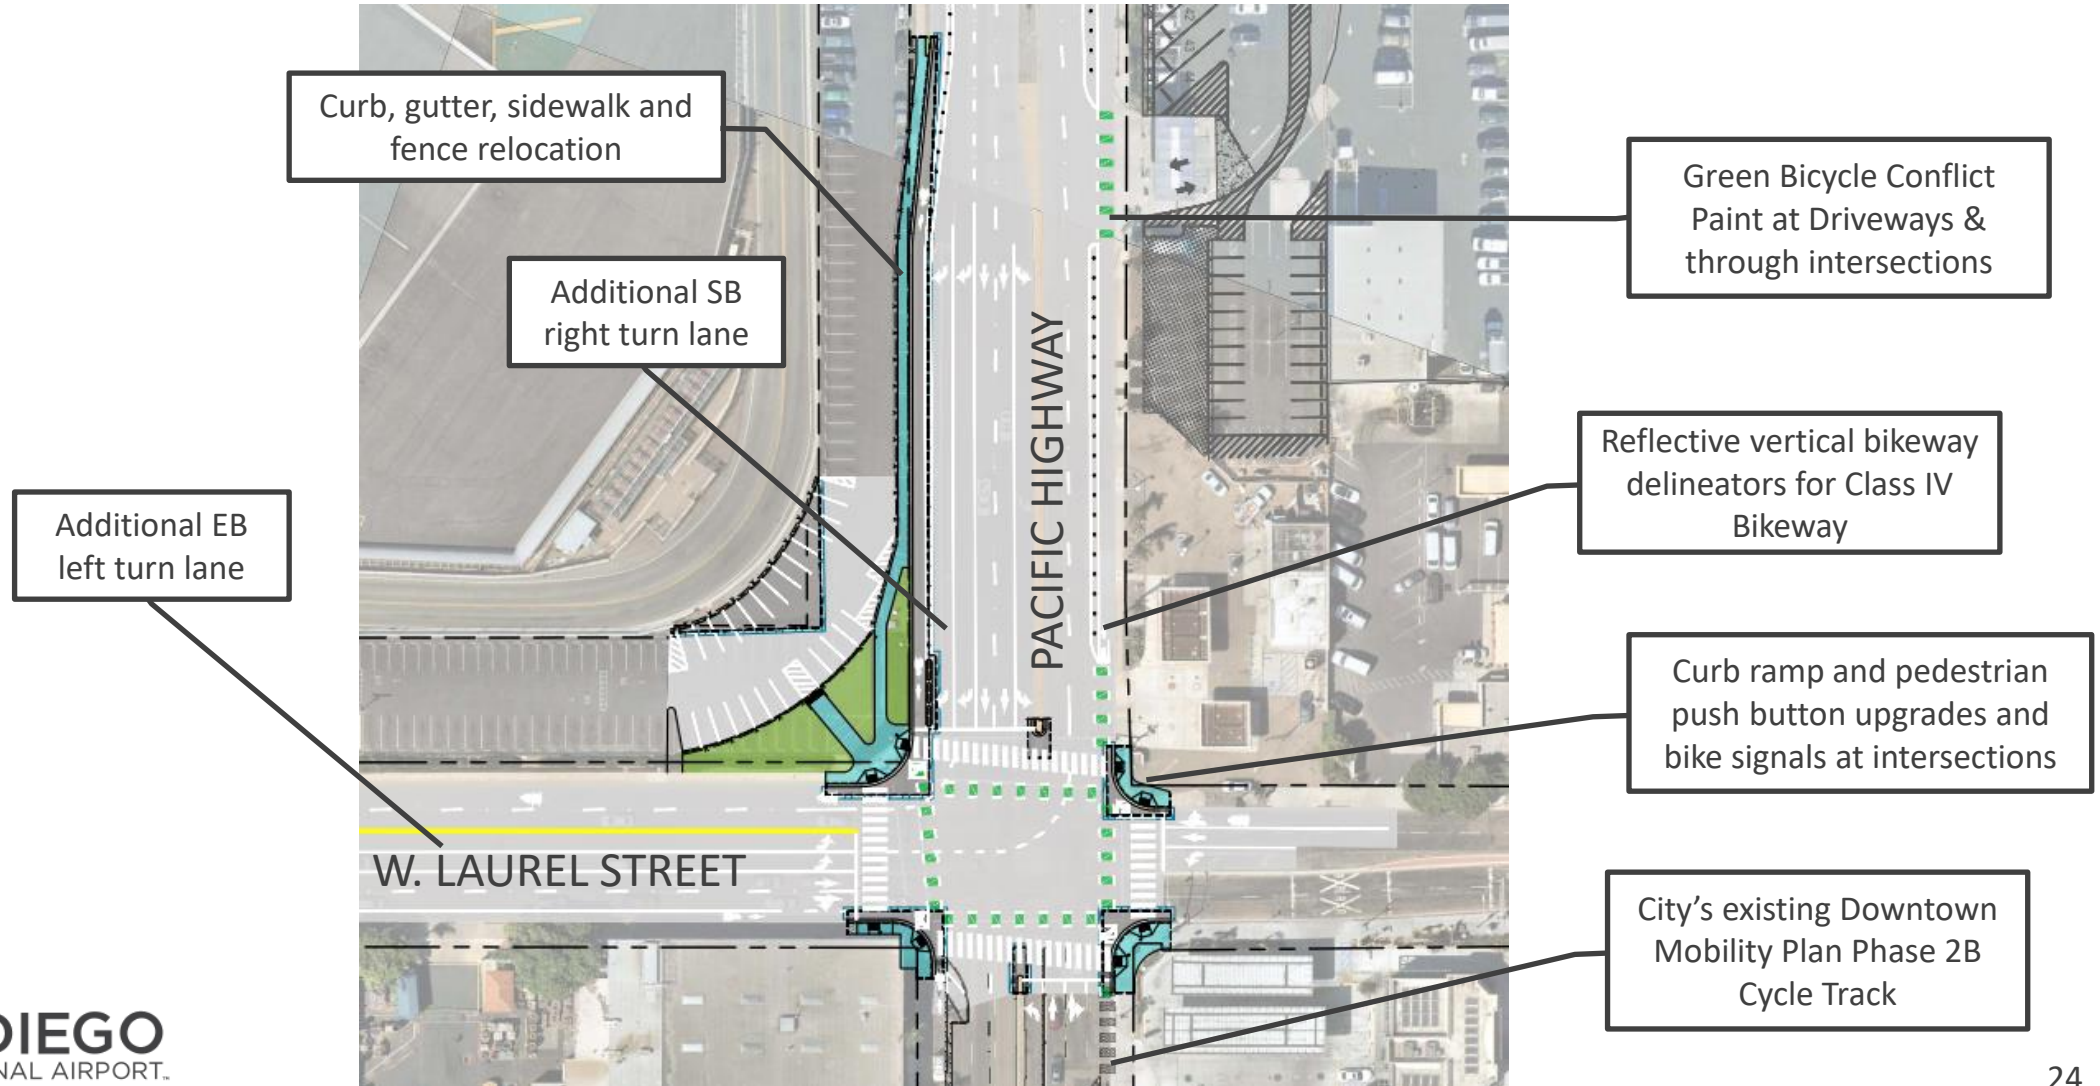 Curb, gutter, sidewalk and
fence relocation
Additional SB
right turn lane
Additional EB
left turn lane
PACIFIC HIGHWAY
W. LAUREL STREET
Green Bicycle Conflict
Paint at Driveways &
through intersections
Reflective vertical bikeway
delineators for Class IV
Bikeway
Curb ramp and pedestrian
push button upgrades and
bike signals at intersections
City's existing Downtown
Mobility Plan Phase 2B
Cycle Track
DIEGO
NAL AIRPORT™
24